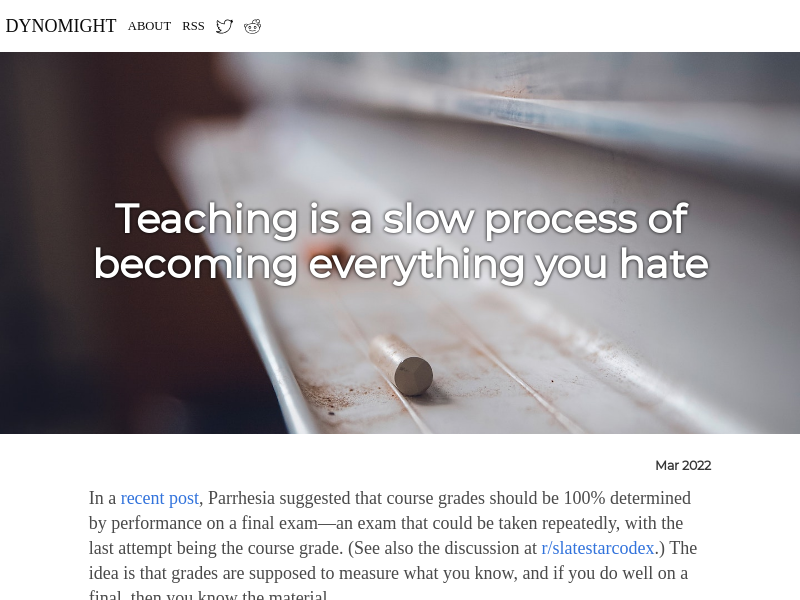 DYNOMIGHT ABOUT RSS
Teaching is a slow process of
becoming everything you hate
Mar 2022
In a recent post, Parrhesia suggested that course grades should be 100% determined
by performance on a final exam—an exam that could be taken repeatedly, with the
last attempt being the course grade. (See also the discussion at r/slatestarcodex.) The
idea is that grades are supposed to measure what you know, and if you do well on a
final, then you know the material.